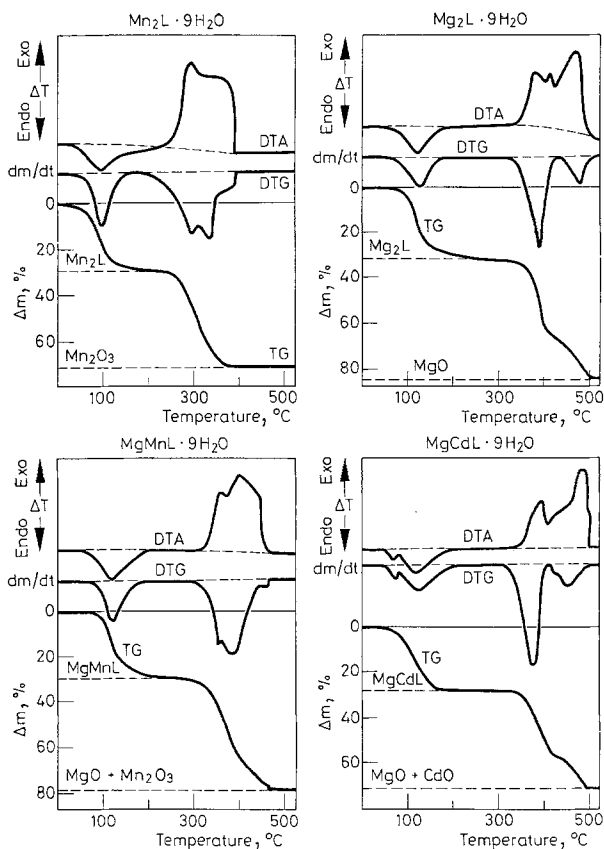 Mn₂L · 9H₂O
Exo
ΔT
Endo
DTA
dm/dt
DTG
0
Mn₂L
20
40
60
Δm, %
Mn₂O₃
TG
100 300 500
Temperature, °C
Mg₂L · 9H₂O
Exo
ΔT
Endo
DTA
dm/dt
DTG
0
TG
20
Mg₂L
40
60
Δm, %
80
MgO
100 300 500
Temperature, °C
MgMnL · 9H₂O
Exo
ΔT
Endo
DTA
dm/dt
DTG
0
TG
20
MgMnL
40
60
Δm, %
MgO + Mn₂O₃
80
100 300 500
Temperature, °C
MgCdL · 9H₂O
Exo
ΔT
Endo
DTA
dm/dt
DTG
0
TG
20
MgCdL
40
60
Δm, %
MgO + CdO
100 300 500
Temperature, °C